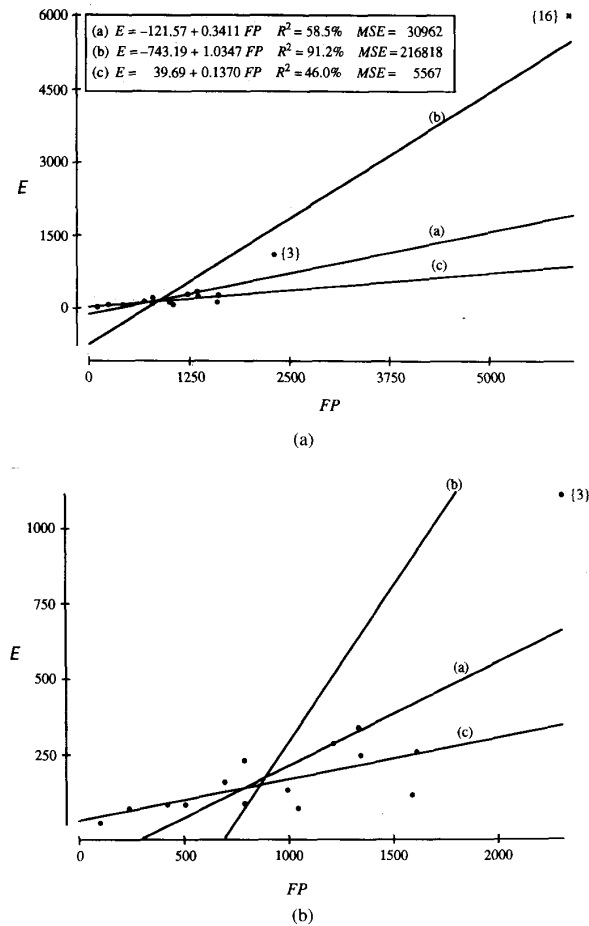 6000
{16}
(a) E = -121.57 + 0.3411 FP R² = 58.5% MSE = 30962
(b) E = -743.19 + 1.0347 FP R² = 91.2% MSE = 216818
(c) E = 39.69 + 0.1370 FP R² = 46.0% MSE = 5567
4500
(b)
3000
E
1500
(a)
{3}
(c)
0
0 1250 2500 3750 5000
FP
(a)
(b)
{3}
1000
750
E
(a)
500
(c)
250
0 500 1000 1500 2000
FP
(b)